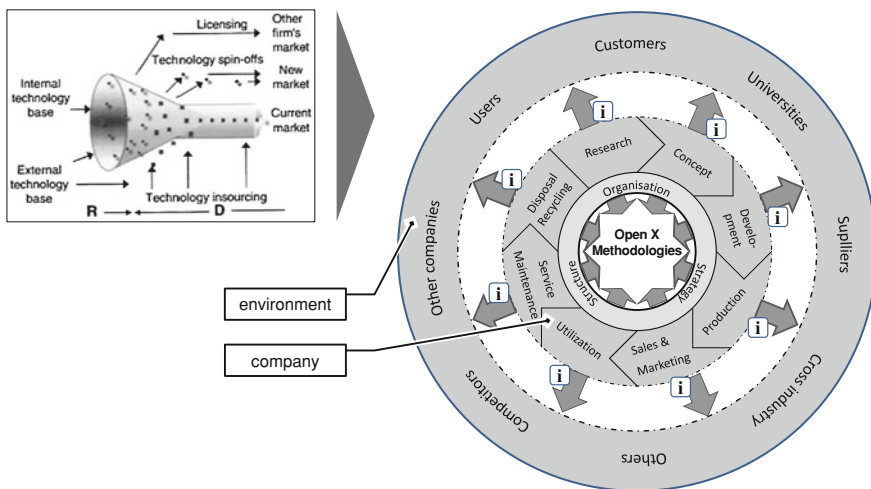 Licensing
Other
firm's
market
Technology spin-offs
New
market
Internal
technology
base
Current
market
External
technology
base
Technology insourcing
R
D
Customers
Universities
Supliers
Cross industry
Others
Competitors
Other companies
Users
i
i
i
i
i
i
i
i
Research
Concept
Develo-
pment
Production
Sales &
Marketing
Utilization
Service
Maintenance
Disposal
Recycling
Organisation
Strategy
Structure
Open X
Methodologies
environment
company